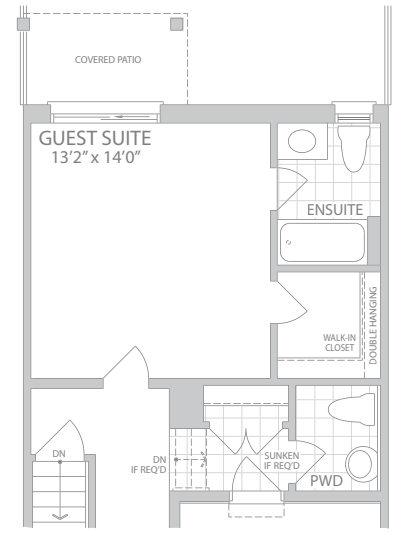 COVERED PATIO
GUEST SUITE
13'2" x 14'0"
ENSUITE
WALK-IN
CLOSET
DOUBLE HANGING
DN
DN
IF REQ'D
SUNKEN
IF REQ'D
PWD